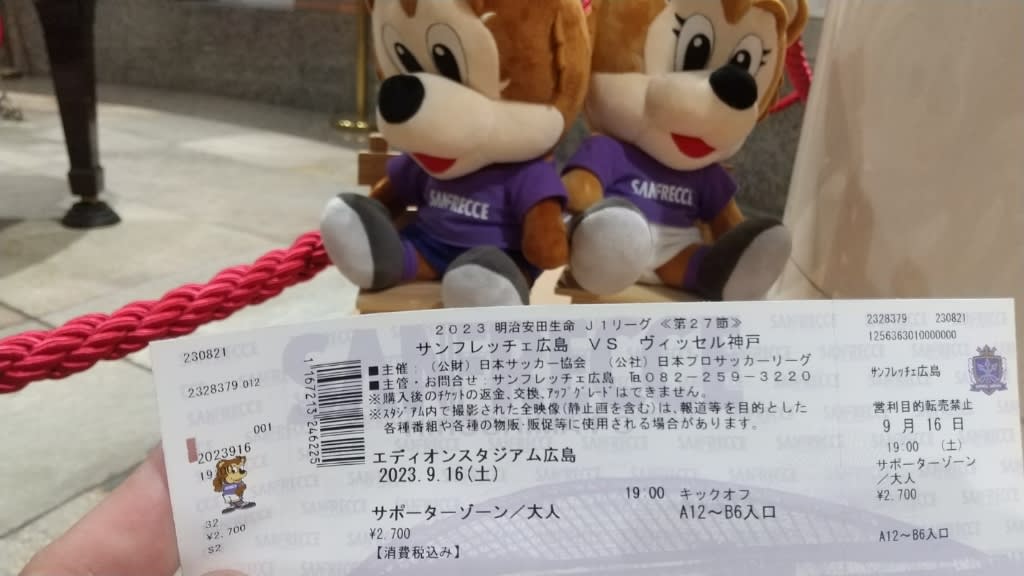 SANFRECCE
SANFRECCE
230821
2328379 012
001
2023916
32
¥2.700
S2
2023 明治安田生命 J1リーグ ≪第27節≫
サンフレッチェ広島 VS ヴィッセル神戸
■主催:(公財)日本サッカー協会 (公社)日本プロサッカーリーグ
■主管・お問合せ:サンフレッチェ広島 ℡082-259-3220
※購入後のチケットの返金、交換、アップグレードはできません。
※スタジアム内で撮影された全映像(静止画を含む)は、報道等を目的とした
各種番組や各種の物販・販促等に使用される場合があります。
エディオンスタジアム広島
2023.9.16(土)
19:00 キックオフ
サポーターゾーン/大人
A12〜B6入口
¥2.700
【消費税込み】
2328379 230821
1256363010000000
サンフレッチェ広島
営利目的転売禁止
9月16日
19:00 (土)
サポーターゾーン
/大人
¥2.700
A12〜B6入口